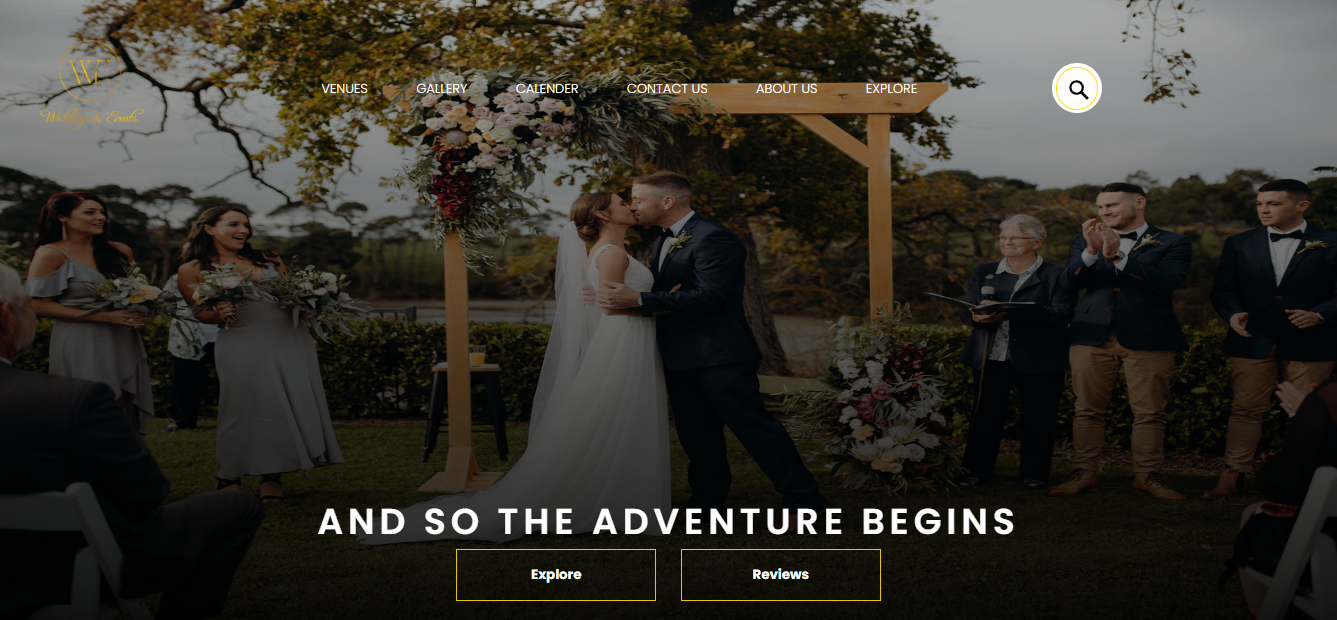 WE
Weddings & Events
VENUES
GALLERY
CALENDER
CONTACT US
ABOUT US
EXPLORE
AND SO THE ADVENTURE BEGINS
Explore
Reviews